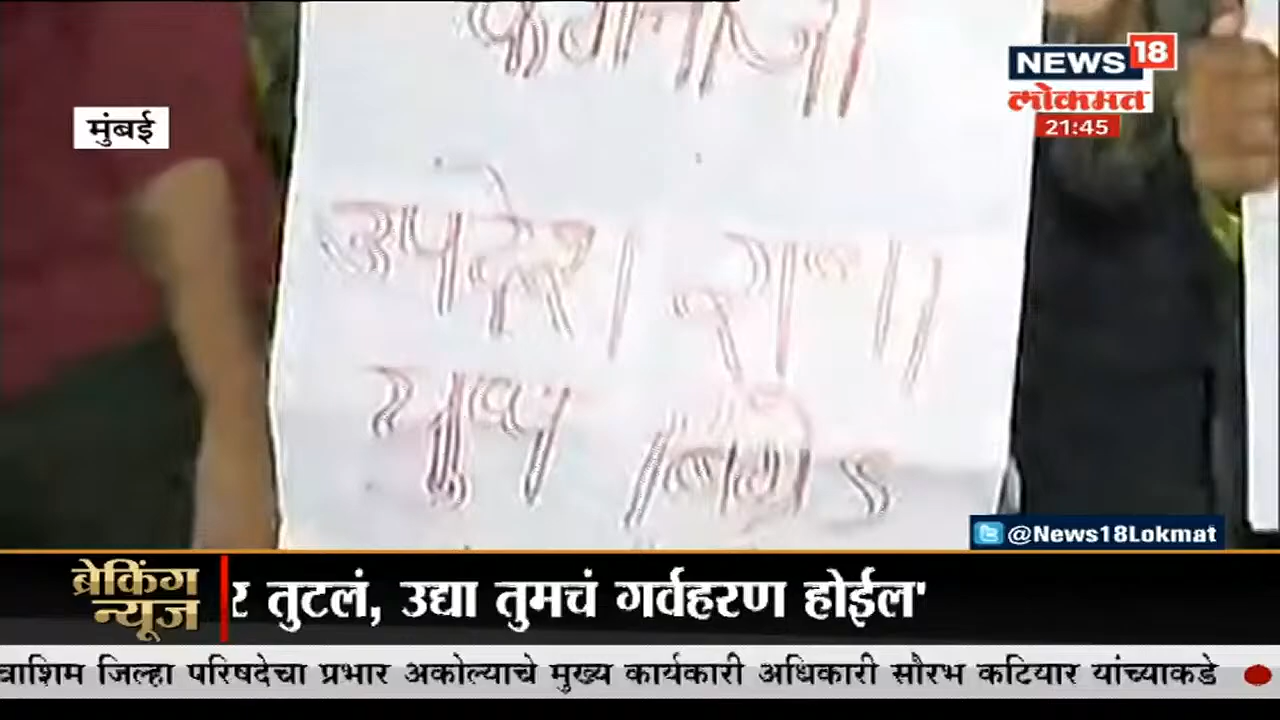 NEWS 18
लोकमत
21:45
मुंबई
उपदेश राणा
ग्रुप
@News18Lokmat
ब्रेकिंग
न्यूज
र तुटलं, उद्या तुमचं गर्वहरण होईल'
वाशिम जिल्हा परिषदेचा प्रभार अकोल्याचे मुख्य कार्यकारी अधिकारी सौरभ कटियार यांच्याकडे